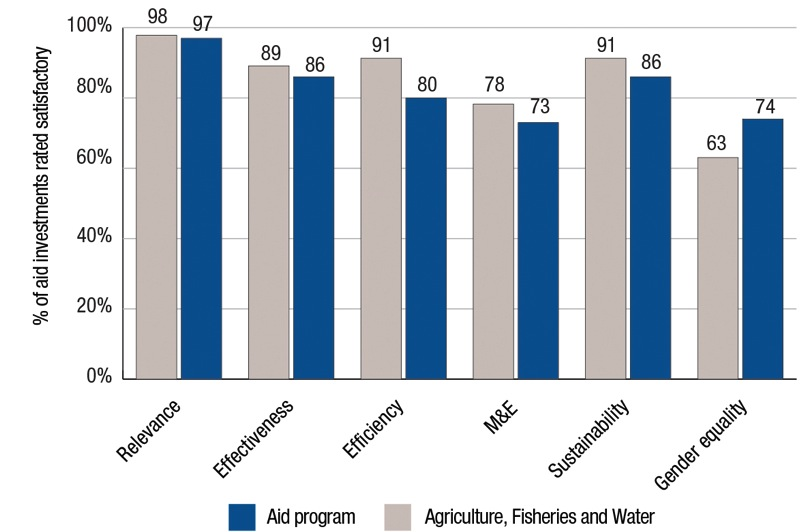 % of aid investments rated satisfactory
100%
80%
60%
40%
20%
0%
98 97
89 86
91 80
78 73
91 86
63 74
Relevance
Effectiveness
Efficiency
M&E
Sustainability
Gender equality
Aid program Agriculture, Fisheries and Water